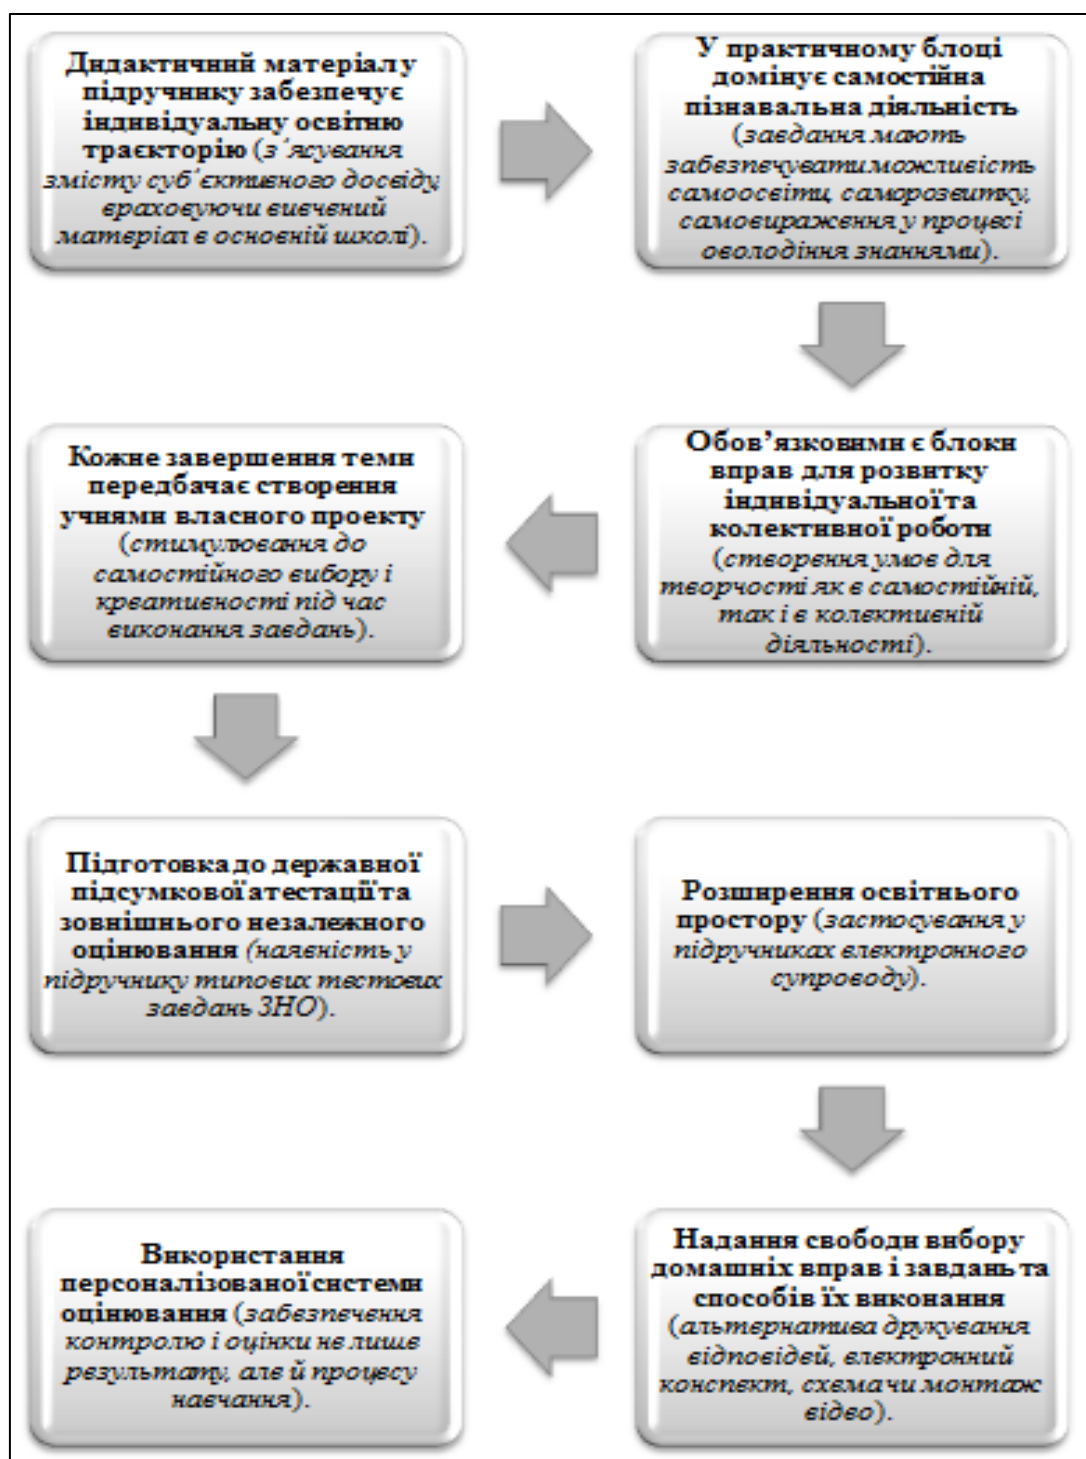 Дидактичний матеріал у
підручнику забезпечує
індивідуальну освітню
траєкторію (з´ясування
змісту суб´єктивного досвіду,
враховуючи вивчений
матеріал в основній школі).
У практичному блоці
домінує самостійна
пізнавальна діяльність
(завдання мають
забезпечувати можливість
самоосвіти, саморозвитку,
самовираження у процесі
оволодіння знаннями).
Обов’язковими є блоки
вправ для розвитку
індивідуальної та
колективної роботи
(створення умов для
творчості як в самостійній,
так і в колективній
діяльності).
Кожне завершення теми
передбачає створення
учнями власного проекту
(стимулювання до
самостійного вибору і
креативності під час
виконання завдань).
Підготовка до державної
підсумкової атестації та
зовнішнього незалежного
оцінювання (наявність у
підручнику типових тестових
завдань ЗНО).
Розширення освітнього
простору (застосування у
підручниках електронного
супроводу).
Надання свободи вибору
домашніх вправ і завдань та
способів їх виконання
(альтернатива друкування
відповідей, електронний
конспект, схема чи монтаж
відео).
Використання
персоналізованої системи
оцінювання (забезпечення
контролю і оцінки не лише
результату, але й процесу
навчання).